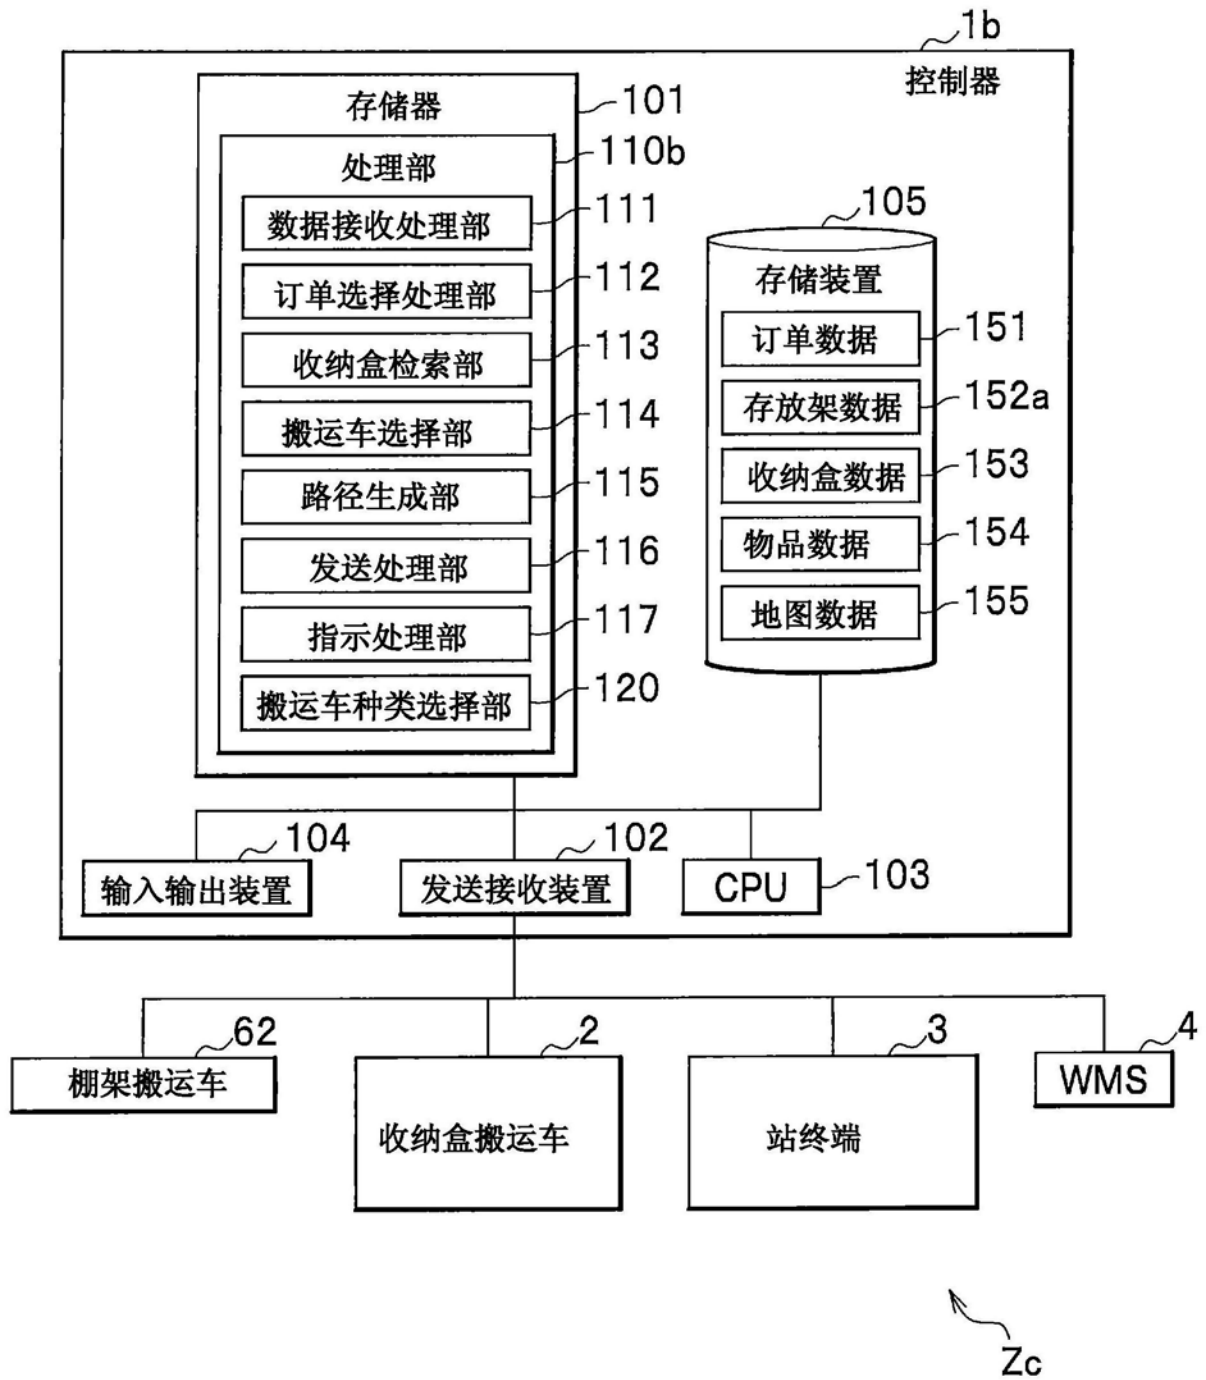 1b
控制器
存储器
101
处理部
110b
数据接收处理部
111
订单选择处理部
112
收纳盒检索部
113
搬运车选择部
114
路径生成部
115
发送处理部
116
指示处理部
117
搬运车种类选择部
120
105
存储装置
订单数据
151
存放架数据
152a
收纳盒数据
153
物品数据
154
地图数据
155
104
输入输出装置
102
发送接收装置
CPU
103
62
棚架搬运车
2
收纳盒搬运车
3
站终端
4
WMS
Zc